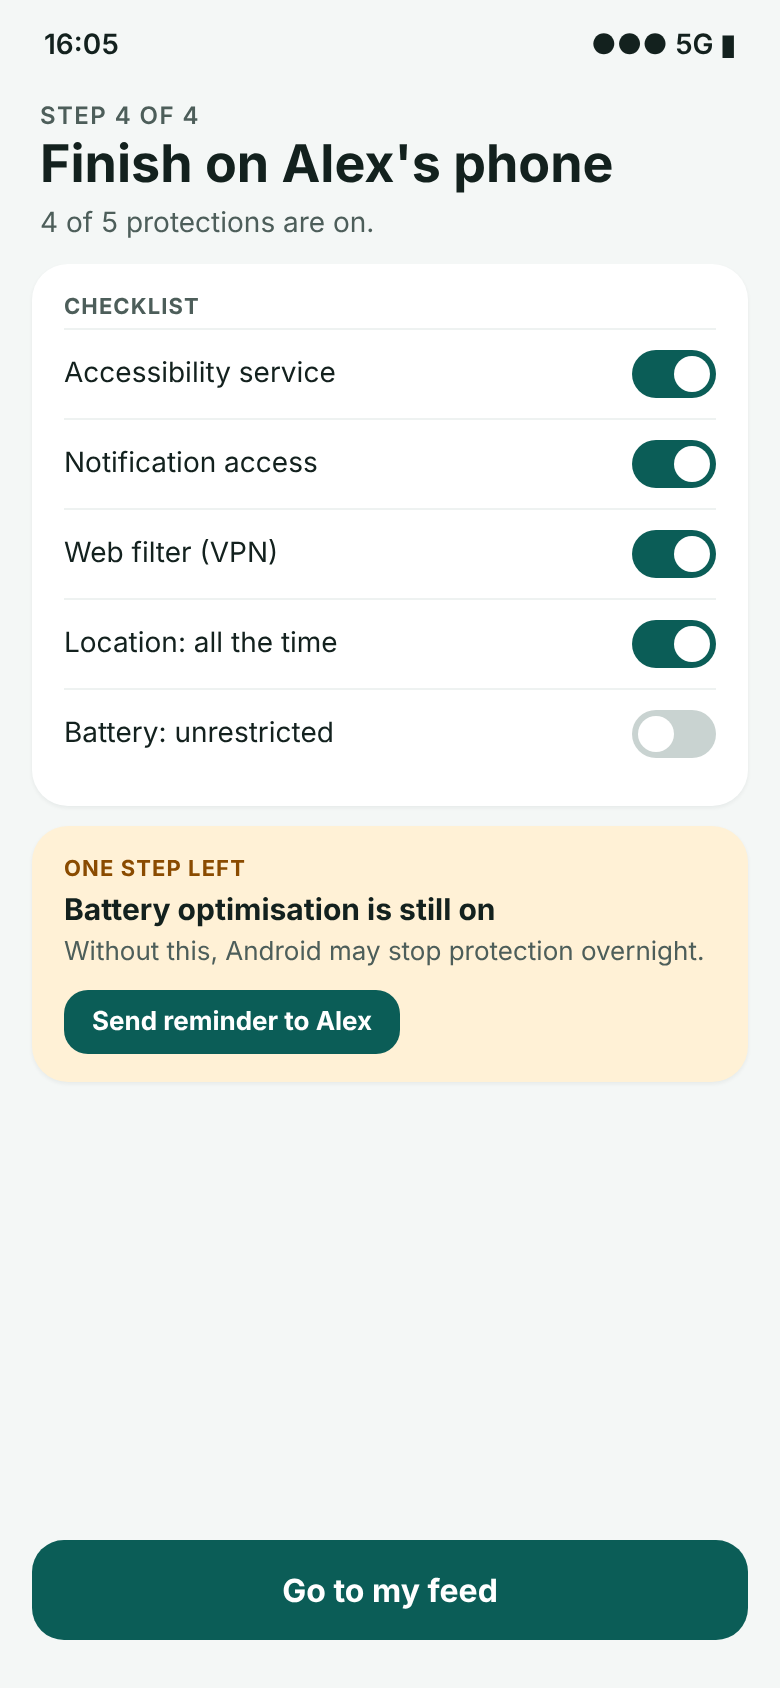 16:05
5G
STEP 4 OF 4
Finish on Alex's phone
4 of 5 protections are on.
CHECKLIST
Accessibility service
Notification access
Web filter (VPN)
Location: all the time
Battery: unrestricted
ONE STEP LEFT
Battery optimisation is still on
Without this, Android may stop protection overnight.
Send reminder to Alex
Go to my feed